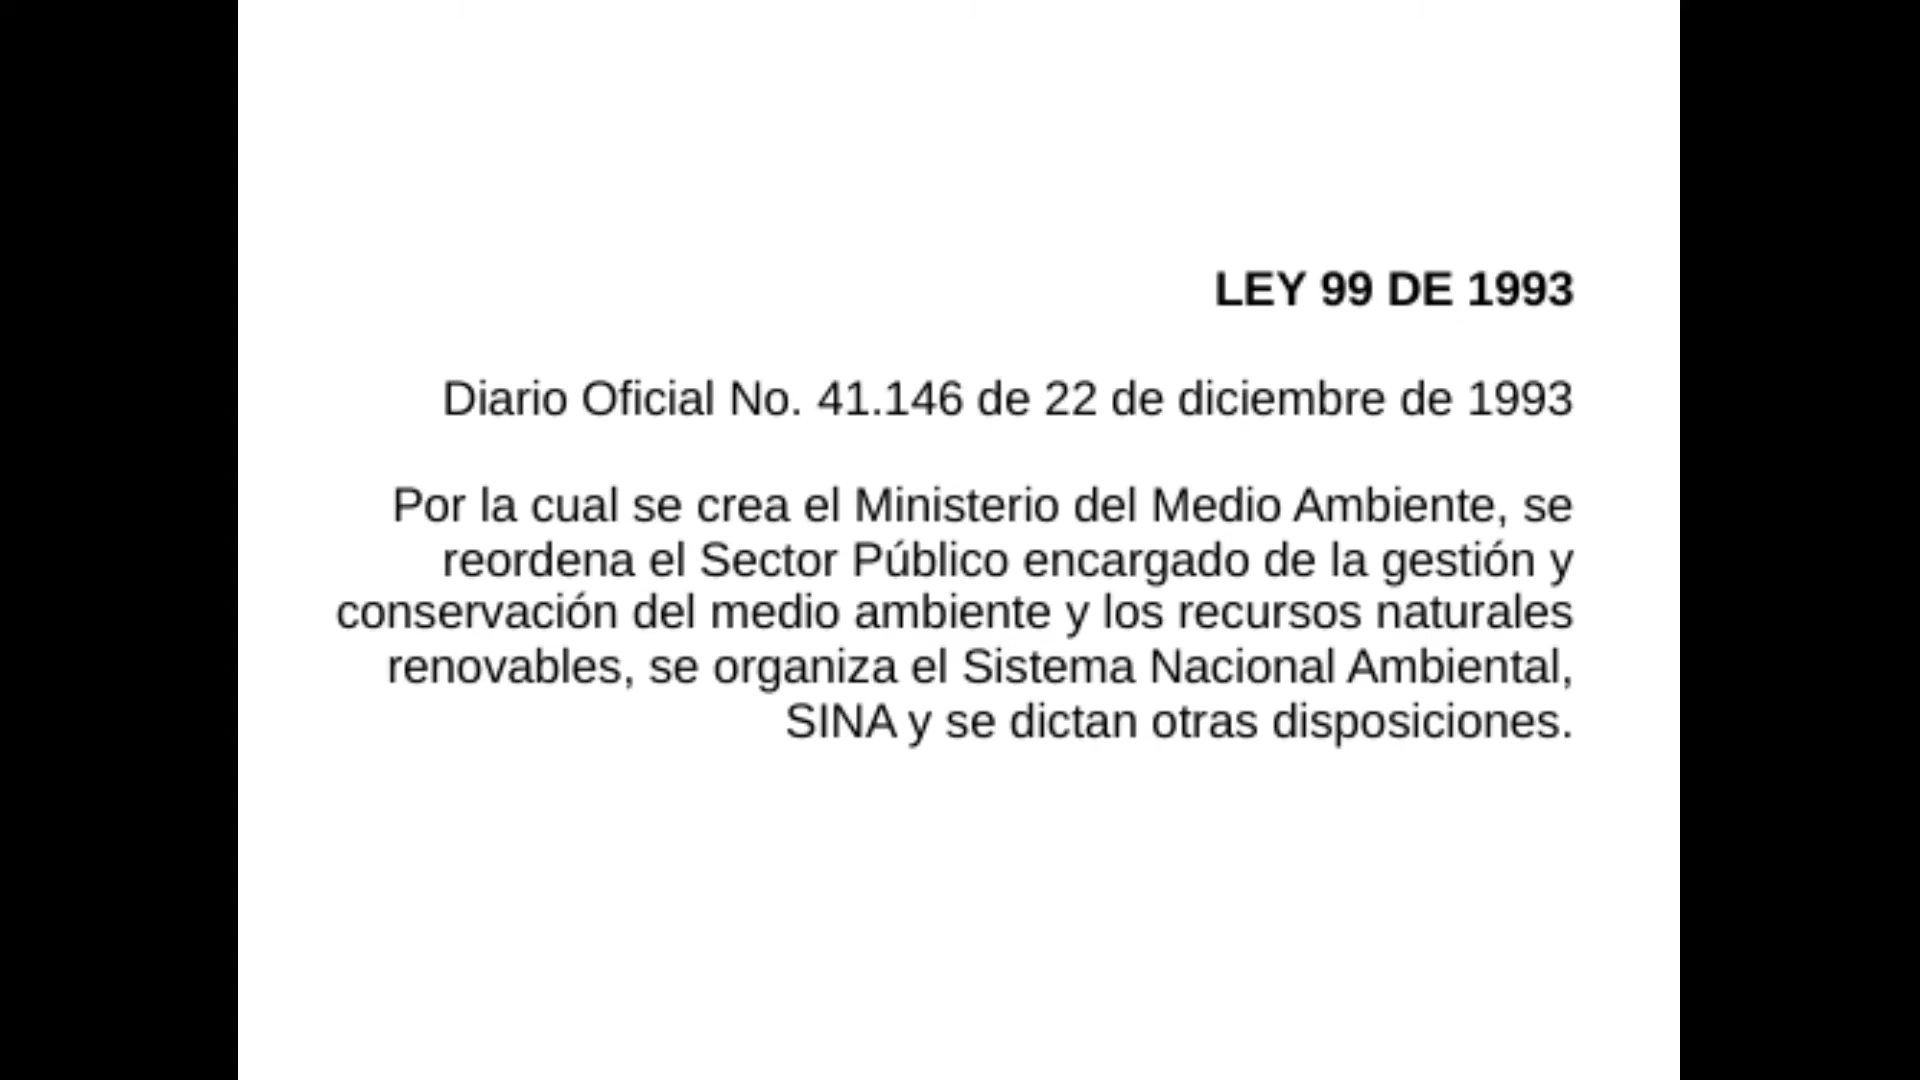 LEY 99 DE 1993
Diario Oficial No. 41.146 de 22 de diciembre de 1993
Por la cual se crea el Ministerio del Medio Ambiente, se
reordena el Sector Público encargado de la gestión y
conservación del medio ambiente y los recursos naturales
renovables, se organiza el Sistema Nacional Ambiental,
SINA y se dictan otras disposiciones.